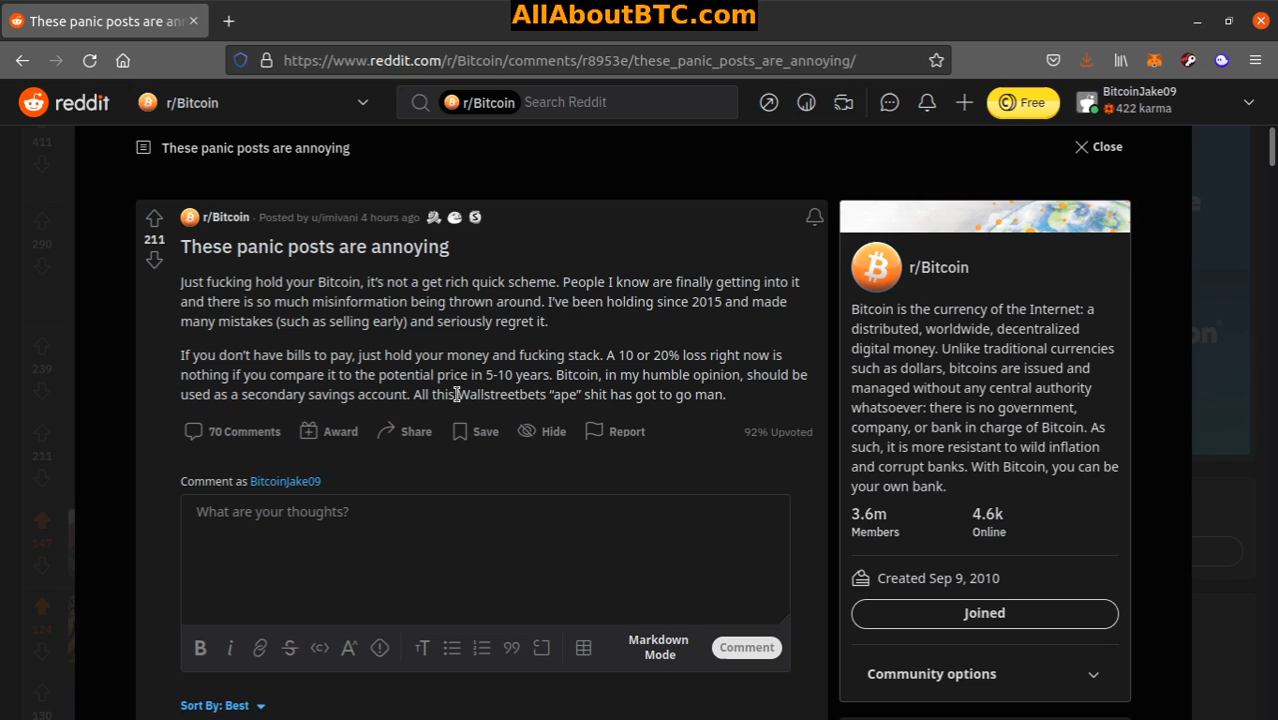 AllAboutBTC.com
These panic posts are ann
https://www.reddit.com/r/Bitcoin/comments/r8953e/these_panic_posts_are_annoying/
reddit
r/Bitcoin
r/Bitcoin Search Reddit
Free
BitcoinJake09
422 karma
411
290
239
211
147
124
130
These panic posts are annoying
Close
211
r/Bitcoin · Posted by u/imivani 4 hours ago
These panic posts are annoying
Just fucking hold your Bitcoin, it’s not a get rich quick scheme. People I know are finally getting into it
and there is so much misinformation being thrown around. I’ve been holding since 2015 and made
many mistakes (such as selling early) and seriously regret it.
If you don’t have bills to pay, just hold your money and fucking stack. A 10 or 20% loss right now is
nothing if you compare it to the potential price in 5-10 years. Bitcoin, in my humble opinion, should be
used as a secondary savings account. All this Wallstreetbets “ape” shit has got to go man.
70 Comments Award Share Save Hide Report 92% Upvoted
Comment as BitcoinJake09
What are your thoughts?
Markdown
Mode
Comment
Sort By: Best
r/Bitcoin
Bitcoin is the currency of the Internet: a
distributed, worldwide, decentralized
digital money. Unlike traditional currencies
such as dollars, bitcoins are issued and
managed without any central authority
whatsoever: there is no government,
company, or bank in charge of Bitcoin. As
such, it is more resistant to wild inflation
and corrupt banks. With Bitcoin, you can be
your own bank.
3.6m 4.6k
Members Online
Created Sep 9, 2010
Joined
Community options